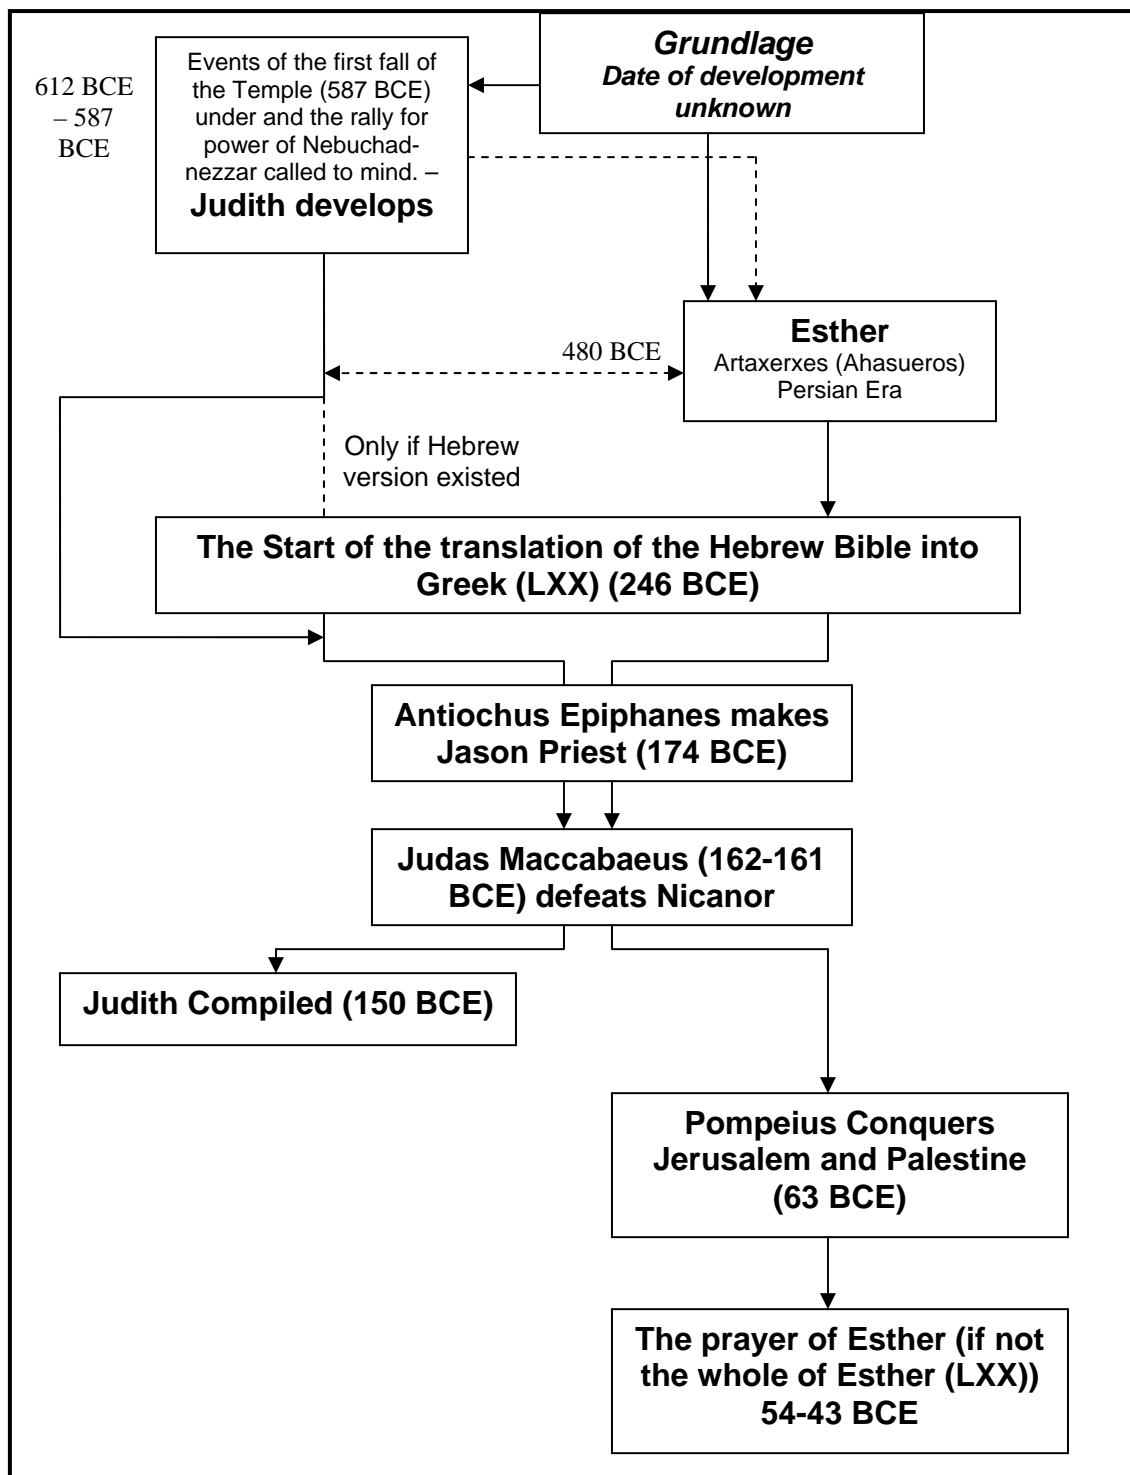 Grundlage
Date of development
unknown
612 BCE
– 587
BCE
Events of the first fall of
the Temple (587 BCE)
under and the rally for
power of Nebuchad-
nezzar called to mind. –
Judith develops
Esther
Artaxerxes (Ahasueros)
Persian Era
480 BCE
Only if Hebrew
version existed
The Start of the translation of the Hebrew Bible into
Greek (LXX) (246 BCE)
Antiochus Epiphanes makes
Jason Priest (174 BCE)
Judas Maccabaeus (162-161
BCE) defeats Nicanor
Judith Compiled (150 BCE)
Pompeius Conquers
Jerusalem and Palestine
(63 BCE)
The prayer of Esther (if not
the whole of Esther (LXX))
54-43 BCE